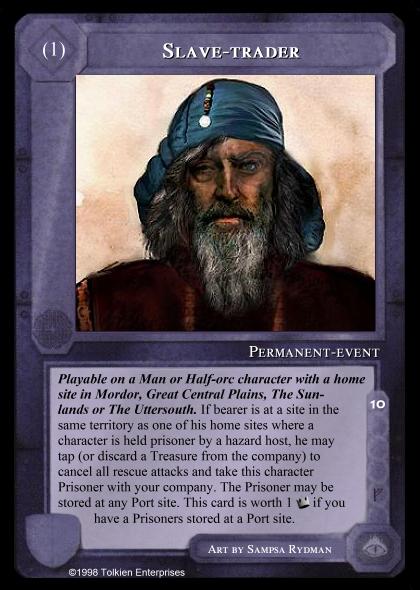 (1)
SLAVE-TRADER
PERMANENT-EVENT
Playable on a Man or Half-orc character with a home
site in Mordor, Great Central Plains, The Sun-
lands or The Uttersouth. If bearer is at a site in the
same territory as one of his home sites where a
character is held prisoner by a hazard host, he may
tap (or discard a Treasure from the company) to
cancel all rescue attacks and take this character
Prisoner with your company. The Prisoner may be
stored at any Port site. This card is worth 1 if you
have a Prisoners stored at a Port site.
10
ART BY SAMPSA RYDMAN
©1998 Tolkien Enterprises